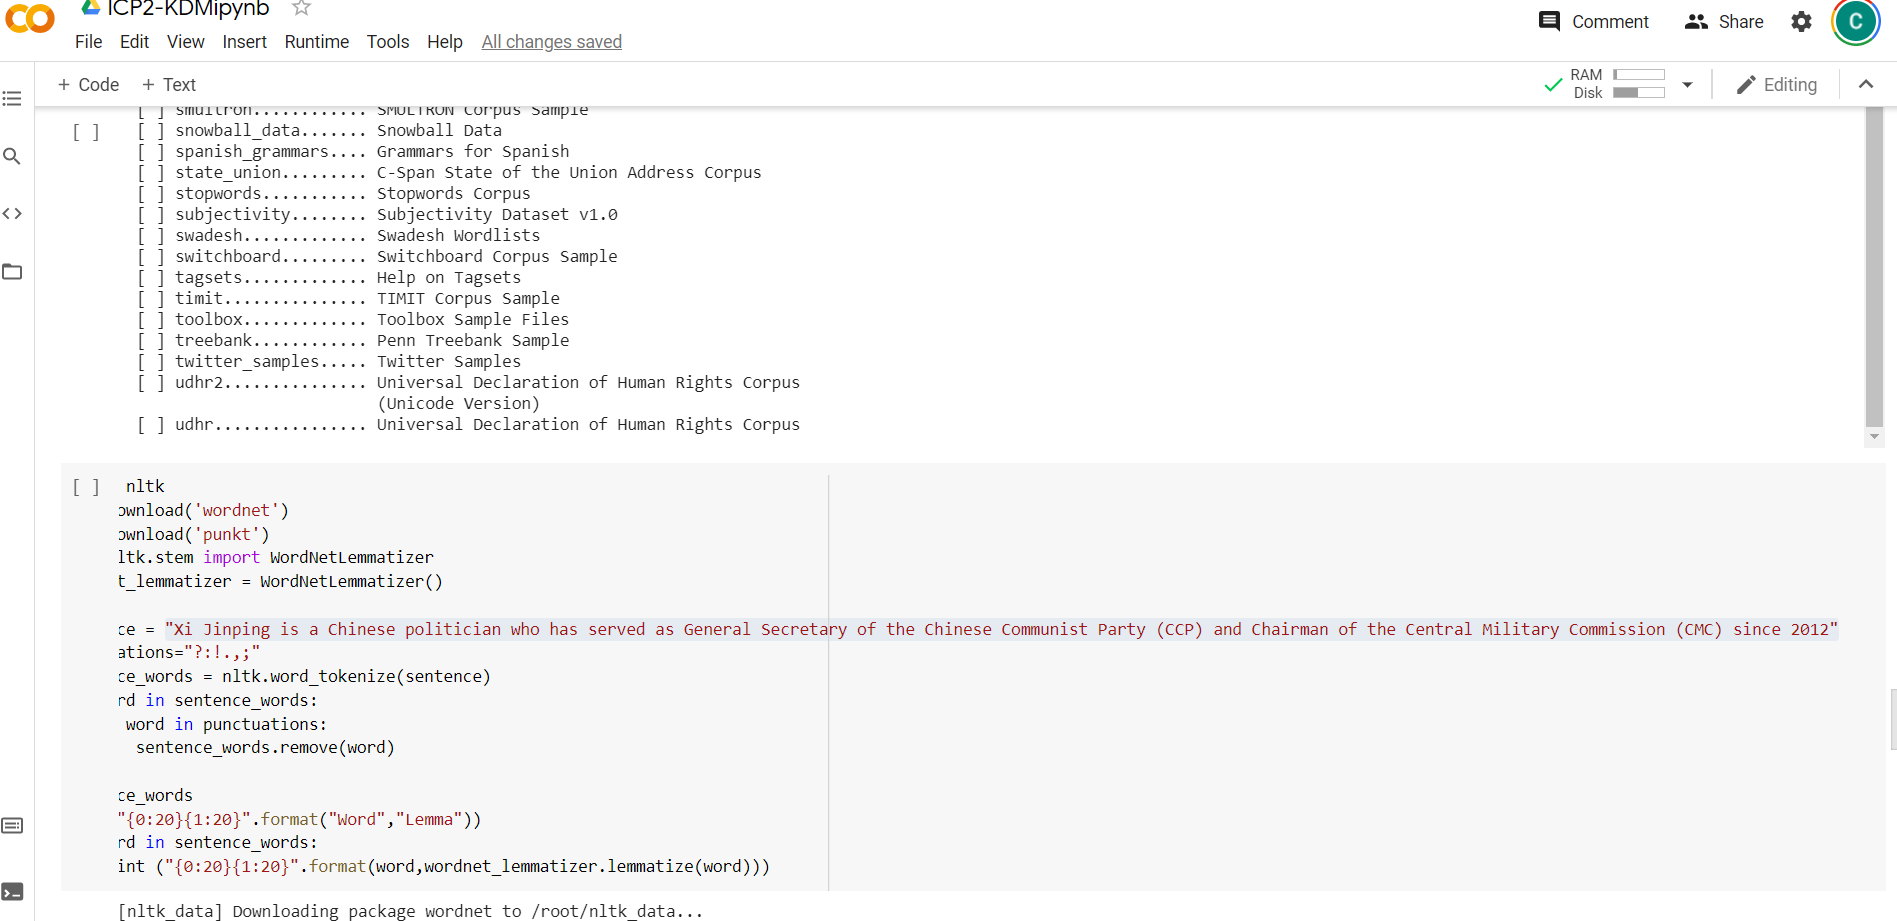 ICP2-KDMipynb
Comment Share C
File Edit View Insert Runtime Tools Help All changes saved
+ Code + Text
RAM
Disk
Editing
[ ] smultron............ SMULTRON Corpus Sample
[ ] [ ] snowball_data....... Snowball Data
[ ] spanish_grammars.... Grammars for Spanish
[ ] state_union......... C-Span State of the Union Address Corpus
[ ] stopwords........... Stopwords Corpus
[ ] subjectivity........ Subjectivity Dataset v1.0
[ ] swadesh............. Swadesh Wordlists
[ ] switchboard......... Switchboard Corpus Sample
[ ] tagsets............. Help on Tagsets
[ ] timit............... TIMIT Corpus Sample
[ ] toolbox............. Toolbox Sample Files
[ ] treebank............ Penn Treebank Sample
[ ] twitter_samples..... Twitter Samples
[ ] udhr2............... Universal Declaration of Human Rights Corpus
(Unicode Version)
[ ] udhr................ Universal Declaration of Human Rights Corpus
[ ] nltk
ownload('wordnet')
ownload('punkt')
ltk.stem import WordNetLemmatizer
t_lemmatizer = WordNetLemmatizer()
ce = "Xi Jinping is a Chinese politician who has served as General Secretary of the Chinese Communist Party (CCP) and Chairman of the Central Military Commission (CMC) since 2012"
ations="?:!.,;"
ce_words = nltk.word_tokenize(sentence)
rd in sentence_words:
word in punctuations:
sentence_words.remove(word)
ce_words
"{0:20}{1:20}".format("Word","Lemma"))
rd in sentence_words:
int ("{0:20}{1:20}".format(word,wordnet_lemmatizer.lemmatize(word)))
[nltk_data] Downloading package wordnet to /root/nltk_data...